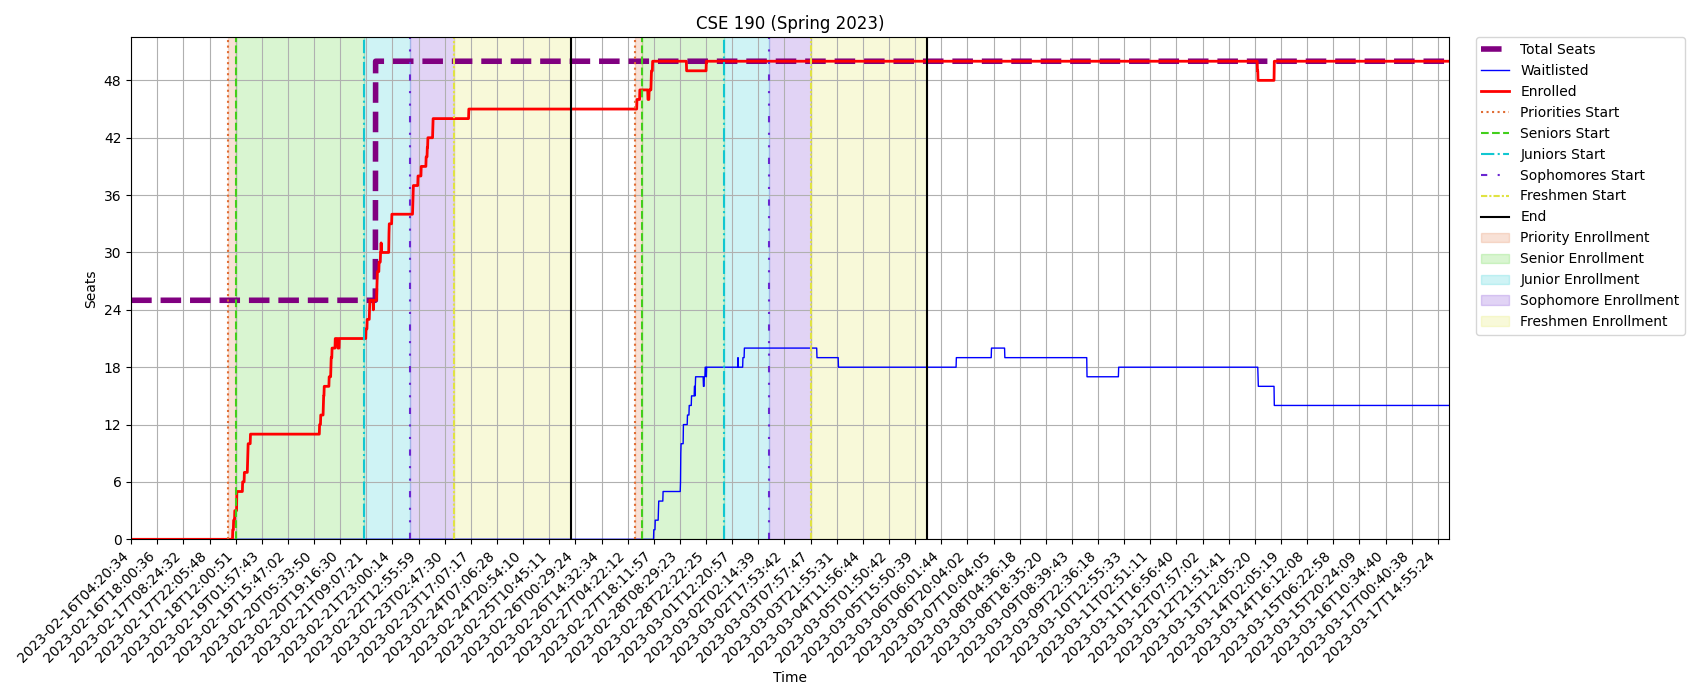 CSE 190 (Spring 2023)
Total Seats
Waitlisted
Enrolled
Priorities Start
Seniors Start
Juniors Start
Sophomores Start
Freshmen Start
End
Priority Enrollment
Senior Enrollment
Junior Enrollment
Sophomore Enrollment
Freshmen Enrollment
Seats
48
42
36
30
24
18
12
6
0
2023-02-16T04:20:34
2023-02-16T18:00:36
2023-02-17T08:24:32
2023-02-17T22:05:48
2023-02-18T12:00:51
2023-02-19T01:57:43
2023-02-19T15:47:02
2023-02-20T05:33:50
2023-02-20T19:16:30
2023-02-21T09:07:21
2023-02-21T23:00:14
2023-02-22T12:55:59
2023-02-23T02:47:30
2023-02-24T17:07:17
2023-02-24T07:06:28
2023-02-24T20:54:10
2023-02-25T10:45:11
2023-02-26T00:29:24
2023-02-26T14:32:34
2023-02-27T04:22:12
2023-02-27T18:11:57
2023-02-28T08:29:23
2023-02-28T22:22:25
2023-03-01T12:20:57
2023-03-02T02:14:39
2023-03-02T17:53:42
2023-03-03T07:57:47
2023-03-03T21:55:31
2023-03-04T11:56:44
2023-03-05T01:50:42
2023-03-05T15:50:39
2023-03-06T06:01:44
2023-03-06T20:04:02
2023-03-07T10:04:05
2023-03-08T04:36:18
2023-03-08T18:35:20
2023-03-09T08:39:43
2023-03-09T22:36:18
2023-03-10T12:55:33
2023-03-11T02:51:11
2023-03-11T16:56:40
2023-03-12T07:57:02
2023-03-12T21:51:41
2023-03-13T12:05:20
2023-03-14T02:05:19
2023-03-14T16:12:08
2023-03-15T06:22:58
2023-03-15T20:24:09
2023-03-16T10:34:40
2023-03-17T00:40:38
2023-03-17T14:55:24
Time